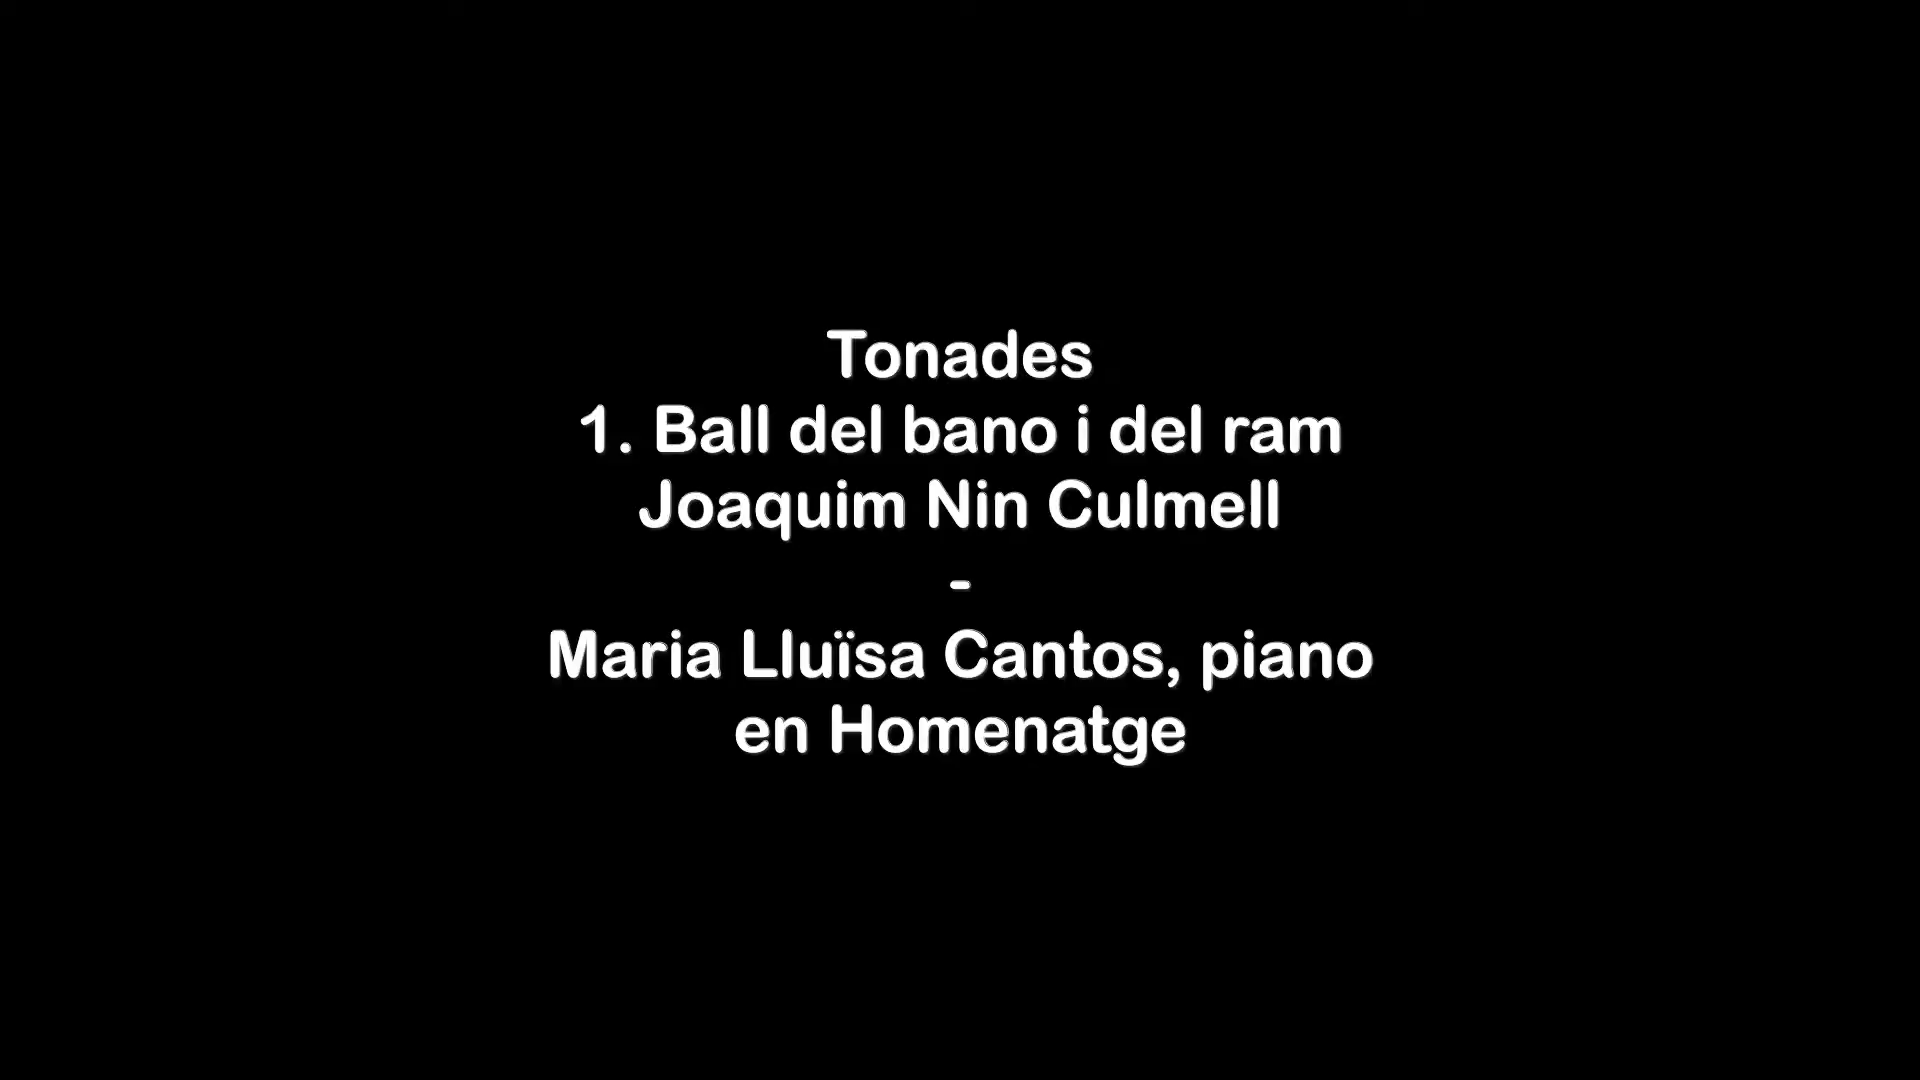 Tonades
1. Ball del bano i del ram
Joaquim Nin Culmell
-
Maria Lluïsa Cantos, piano
en Homenatge